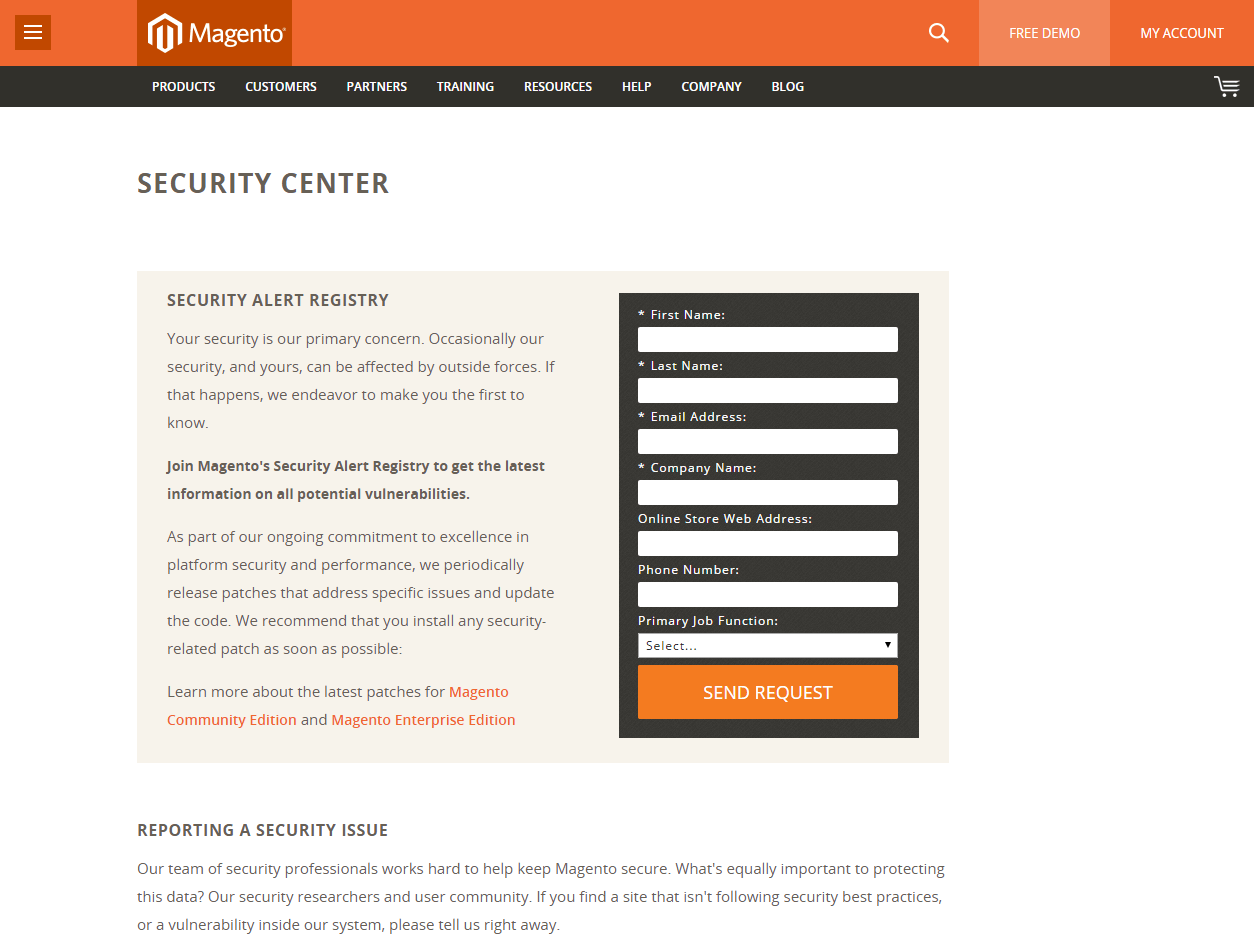 Magento
FREE DEMO
MY ACCOUNT
PRODUCTS CUSTOMERS PARTNERS TRAINING RESOURCES HELP COMPANY BLOG
SECURITY CENTER
SECURITY ALERT REGISTRY
Your security is our primary concern. Occasionally our
security, and yours, can be affected by outside forces. If
that happens, we endeavor to make you the first to
know.
Join Magento's Security Alert Registry to get the latest
information on all potential vulnerabilities.
As part of our ongoing commitment to excellence in
platform security and performance, we periodically
release patches that address specific issues and update
the code. We recommend that you install any security-
related patch as soon as possible:
Learn more about the latest patches for Magento
Community Edition and Magento Enterprise Edition
* First Name:
* Last Name:
* Email Address:
* Company Name:
Online Store Web Address:
Phone Number:
Primary Job Function:
Select...
SEND REQUEST
REPORTING A SECURITY ISSUE
Our team of security professionals works hard to help keep Magento secure. What's equally important to protecting
this data? Our security researchers and user community. If you find a site that isn't following security best practices,
or a vulnerability inside our system, please tell us right away.